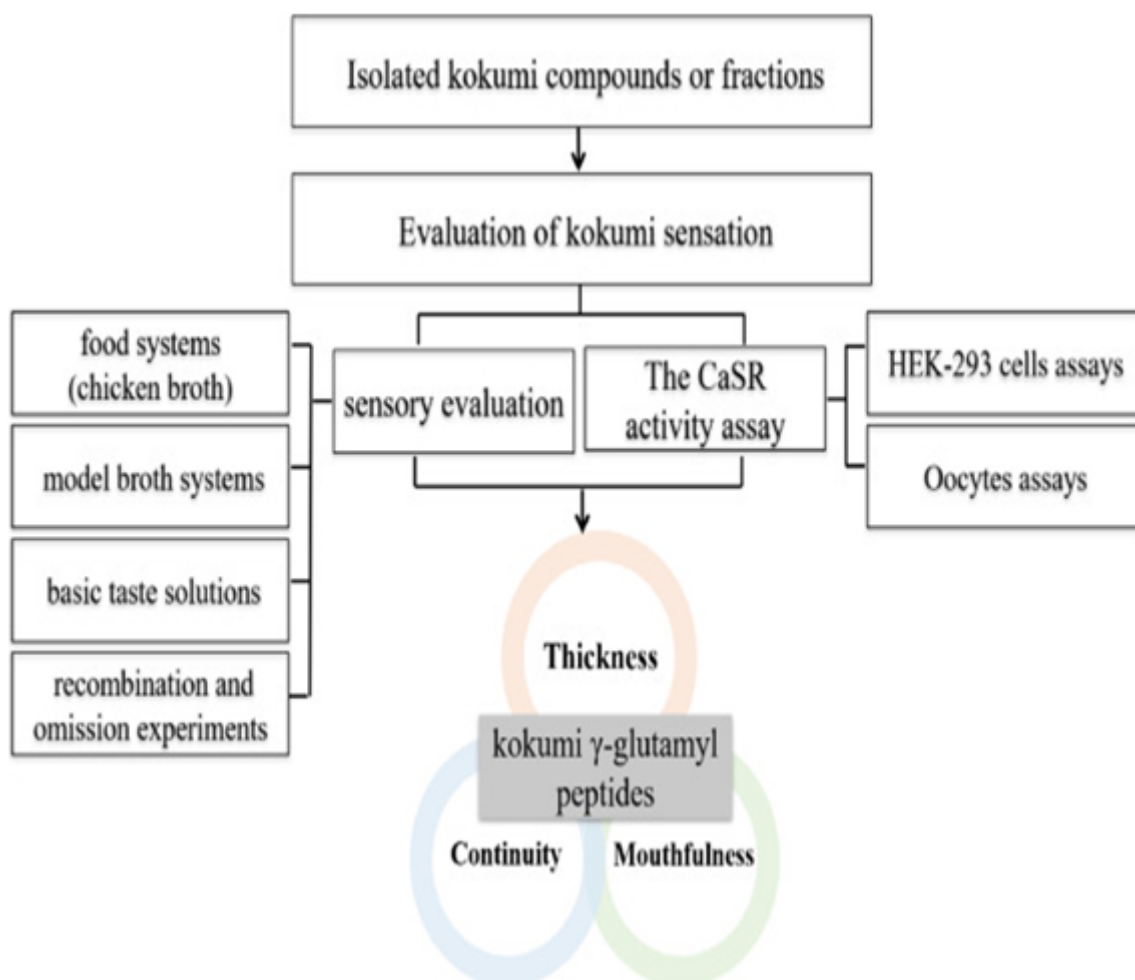 Isolated kokumi compounds or fractions
Evaluation of kokumi sensation
food systems
(chicken broth)
model broth systems
basic taste solutions
recombination and
omission experiments
sensory evaluation
The CaSR
activity assay
HEK-293 cells assays
Oocytes assays
Thickness
kokumi γ-glutamyl
peptides
Continuity
Mouthfulness